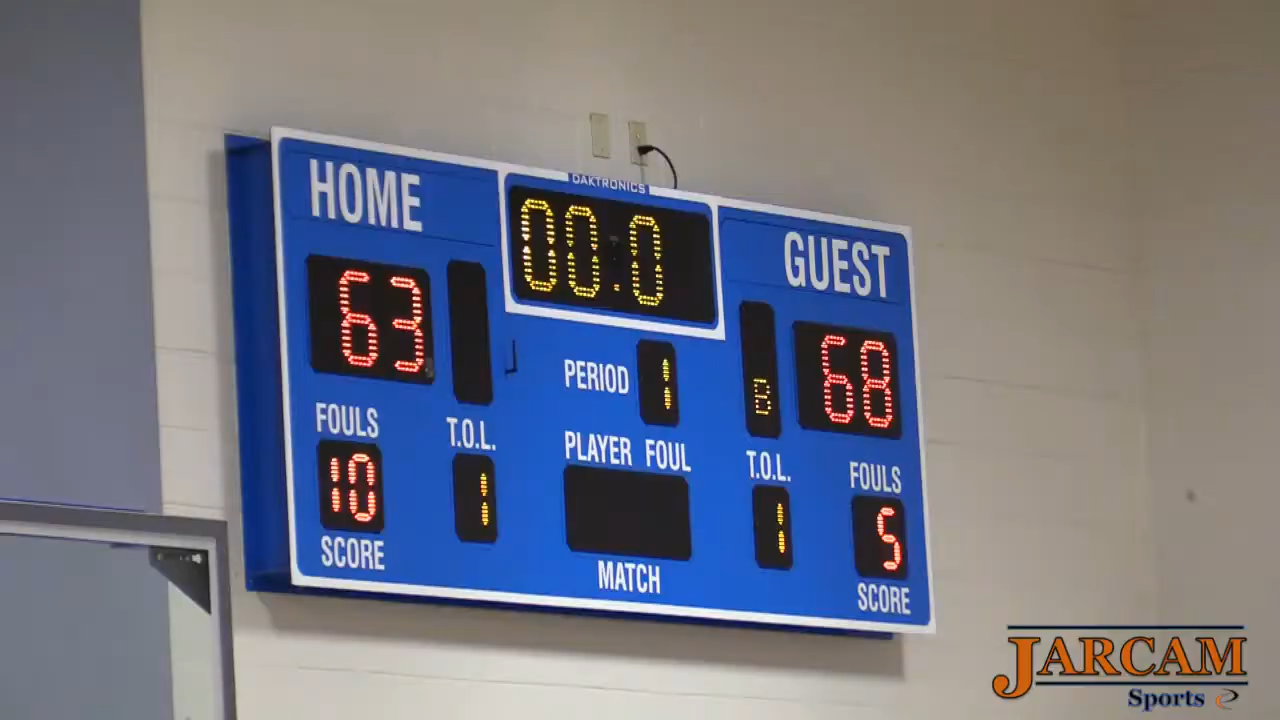 DAKTRONICS
HOME
00:0
GUEST
63
68
PERIOD 1
B
FOULS
T.O.L.
PLAYER FOUL
T.O.L.
FOULS
10
1
1
5
SCORE
MATCH
SCORE
JARCAM
Sports